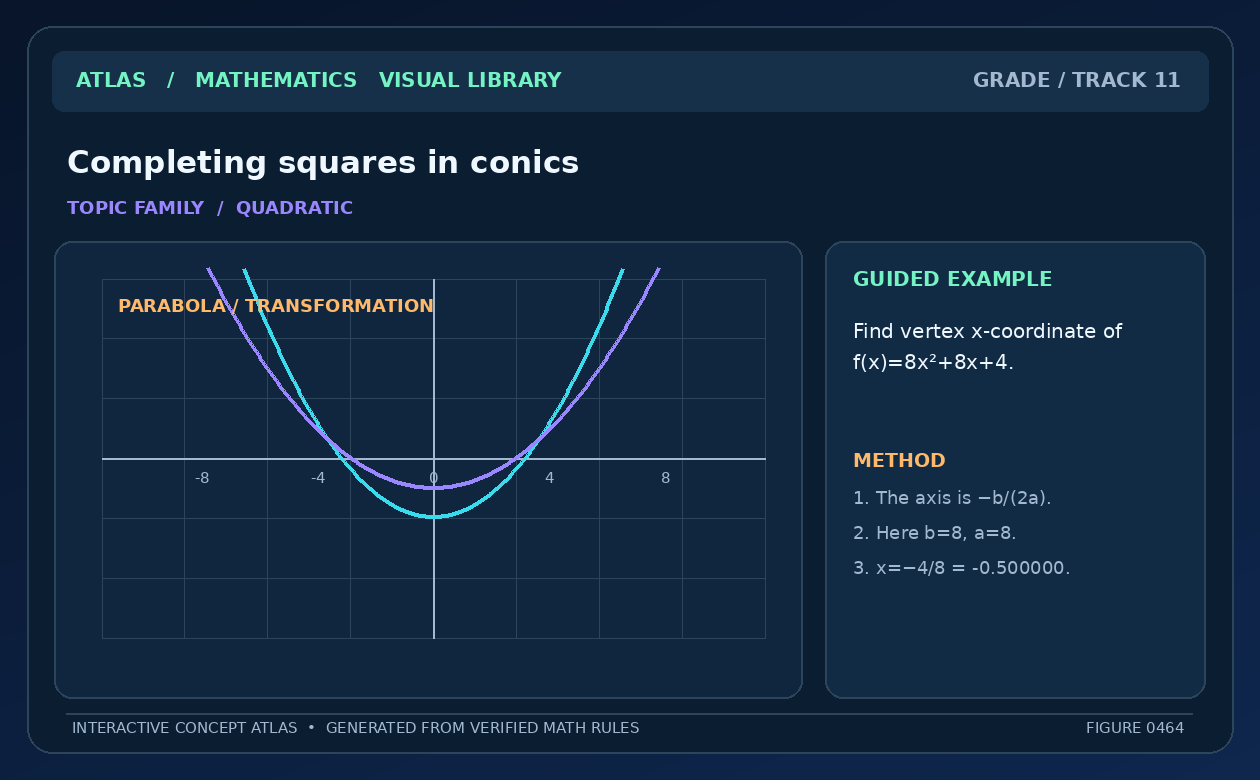 ATLAS / MATHEMATICS VISUAL LIBRARY
GRADE / TRACK 11
Completing squares in conics
TOPIC FAMILY / QUADRATIC
PARABOLA / TRANSFORMATION
-8 -4 0 4 8
GUIDED EXAMPLE
Find vertex x-coordinate of
f(x)=8x²+8x+4.
METHOD
1. The axis is −b/(2a).
2. Here b=8, a=8.
3. x=−4/8 = -0.500000.
INTERACTIVE CONCEPT ATLAS • GENERATED FROM VERIFIED MATH RULES
FIGURE 0464